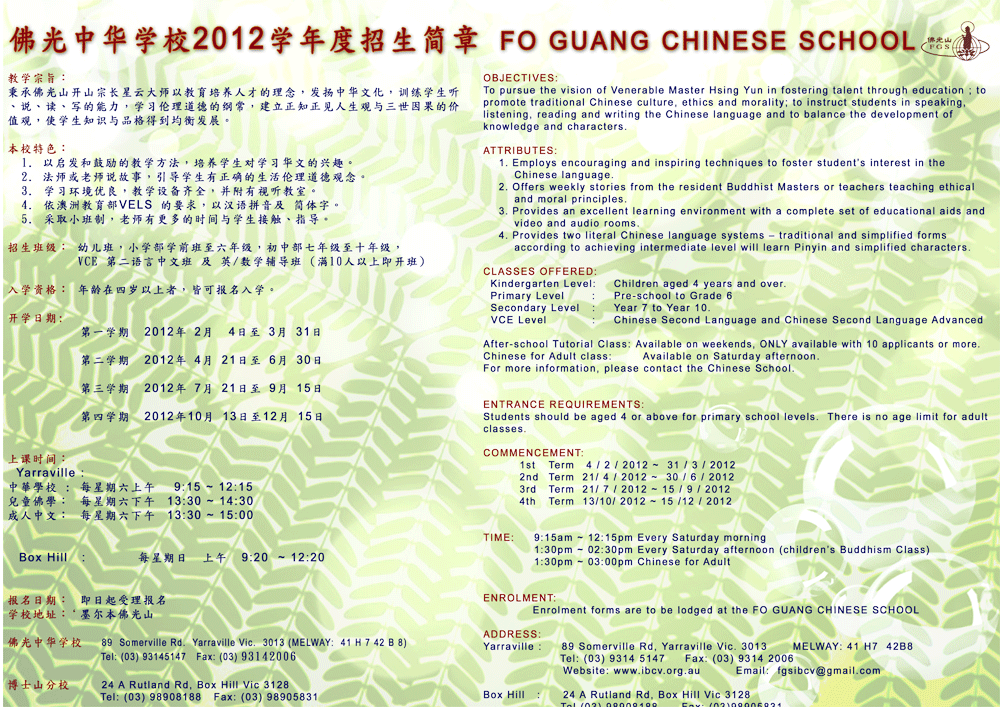 佛光中华学校2012学年度招生简章 FO GUANG CHINESE SCHOOL
佛光山
FGS
教学宗旨：
秉承佛光山开山宗长星云大师以教育培养人才的理念，发扬中华文化，训练学生听
、说、读、写的能力，学习伦理道德的纲常，建立正知正见人生观与三世因果的价
值观，使学生知识与品格得到均衡发展。
本校特色：
1. 以启发和鼓励的教学方法，培养学生对学习华文的兴趣。
2. 法师或老师说故事，引导学生有正确的生活伦理道德观念。
3. 学习环境优良，教学设备齐全，并附有视听教室。
4. 依澳洲教育部VELS 的要求，以汉语拼音及 简体字。
5. 采取小班制，老师有更多的时间与学生接触、指导。
招生班级： 幼儿班，小学部学前班至六年级，初中部七年级至十年级，
VCE 第二语言中文班 及 英/数学辅导班（满10人以上即开班）
入学资格： 年龄在四岁以上者，皆可报名入学。
开学日期:
第一学期 2012年 2月 4日至 3月 31日
第二学期 2012年 4月 21日至 6月 30日
第三学期 2012年 7月 21日至 9月 15日
第四学期 2012年10月 13日至12月 15日
上课时间：
Yarraville :
中華學校 : 每星期六上午 9:15 ~ 12:15
兒童佛學： 每星期六下午 13:30 ~ 14:30
成人中文： 每星期六下午 13:30 ~ 15:00
Box Hill : 每星期日 上午 9:20 ~ 12:20
报名日期： 即日起受理报名
学校地址：‘墨尔本佛光山
佛光中华学校 89 Somerville Rd. Yarraville Vic. 3013 (MELWAY: 41 H 7 42 B 8)
Tel: (03) 93145147 Fax: (03) 93142006
博士山分校 24 A Rutland Rd, Box Hill Vic 3128
Tel: (03) 98908188 Fax: (03) 98905831
OBJECTIVES:
To pursue the vision of Venerable Master Hsing Yun in fostering talent through education ; to
promote traditional Chinese culture, ethics and morality; to instruct students in speaking,
listening, reading and writing the Chinese language and to balance the development of
knowledge and characters.
ATTRIBUTES:
1. Employs encouraging and inspiring techniques to foster student's interest in the
Chinese language.
2. Offers weekly stories from the resident Buddhist Masters or teachers teaching ethical
and moral principles.
3. Provides an excellent learning environment with a complete set of educational aids and
video and audio rooms.
4. Provides two literal Chinese language systems – traditional and simplified forms
according to achieving intermediate level will learn Pinyin and simplified characters.
CLASSES OFFERED:
Kindergarten Level: Children aged 4 years and over.
Primary Level : Pre-school to Grade 6
Secondary Level : Year 7 to Year 10.
VCE Level : Chinese Second Language and Chinese Second Language Advanced
After-school Tutorial Class: Available on weekends, ONLY available with 10 applicants or more.
Chinese for Adult class: Available on Saturday afternoon.
For more information, please contact the Chinese School.
ENTRANCE REQUIREMENTS:
Students should be aged 4 or above for primary school levels. There is no age limit for adult
classes.
COMMENCEMENT:
1st Term 4 / 2 / 2012 ~ 31 / 3 / 2012
2nd Term 21/ 4 / 2012 ~ 30 / 6 / 2012
3rd Term 21/ 7 / 2012 ~ 15 / 9 / 2012
4th Term 13/10/ 2012 ~ 15 /12 / 2012
TIME: 9:15am ~ 12:15pm Every Saturday morning
1:30pm ~ 02:30pm Every Saturday afternoon (children's Buddhism Class)
1:30pm ~ 03:00pm Chinese for Adult
ENROLMENT:
Enrolment forms are to be lodged at the FO GUANG CHINESE SCHOOL
ADDRESS:
Yarraville : 89 Somerville Rd, Yarraville Vic. 3013 MELWAY: 41 H7 42B8
Tel: (03) 9314 5147 Fax: (03) 9314 2006
Website: www.ibcv.org.au Email: fgsibcv@gmail.com
Box Hill : 24 A Rutland Rd, Box Hill Vic 3128
Tel (03) 98908188 Fax: (03)98905831